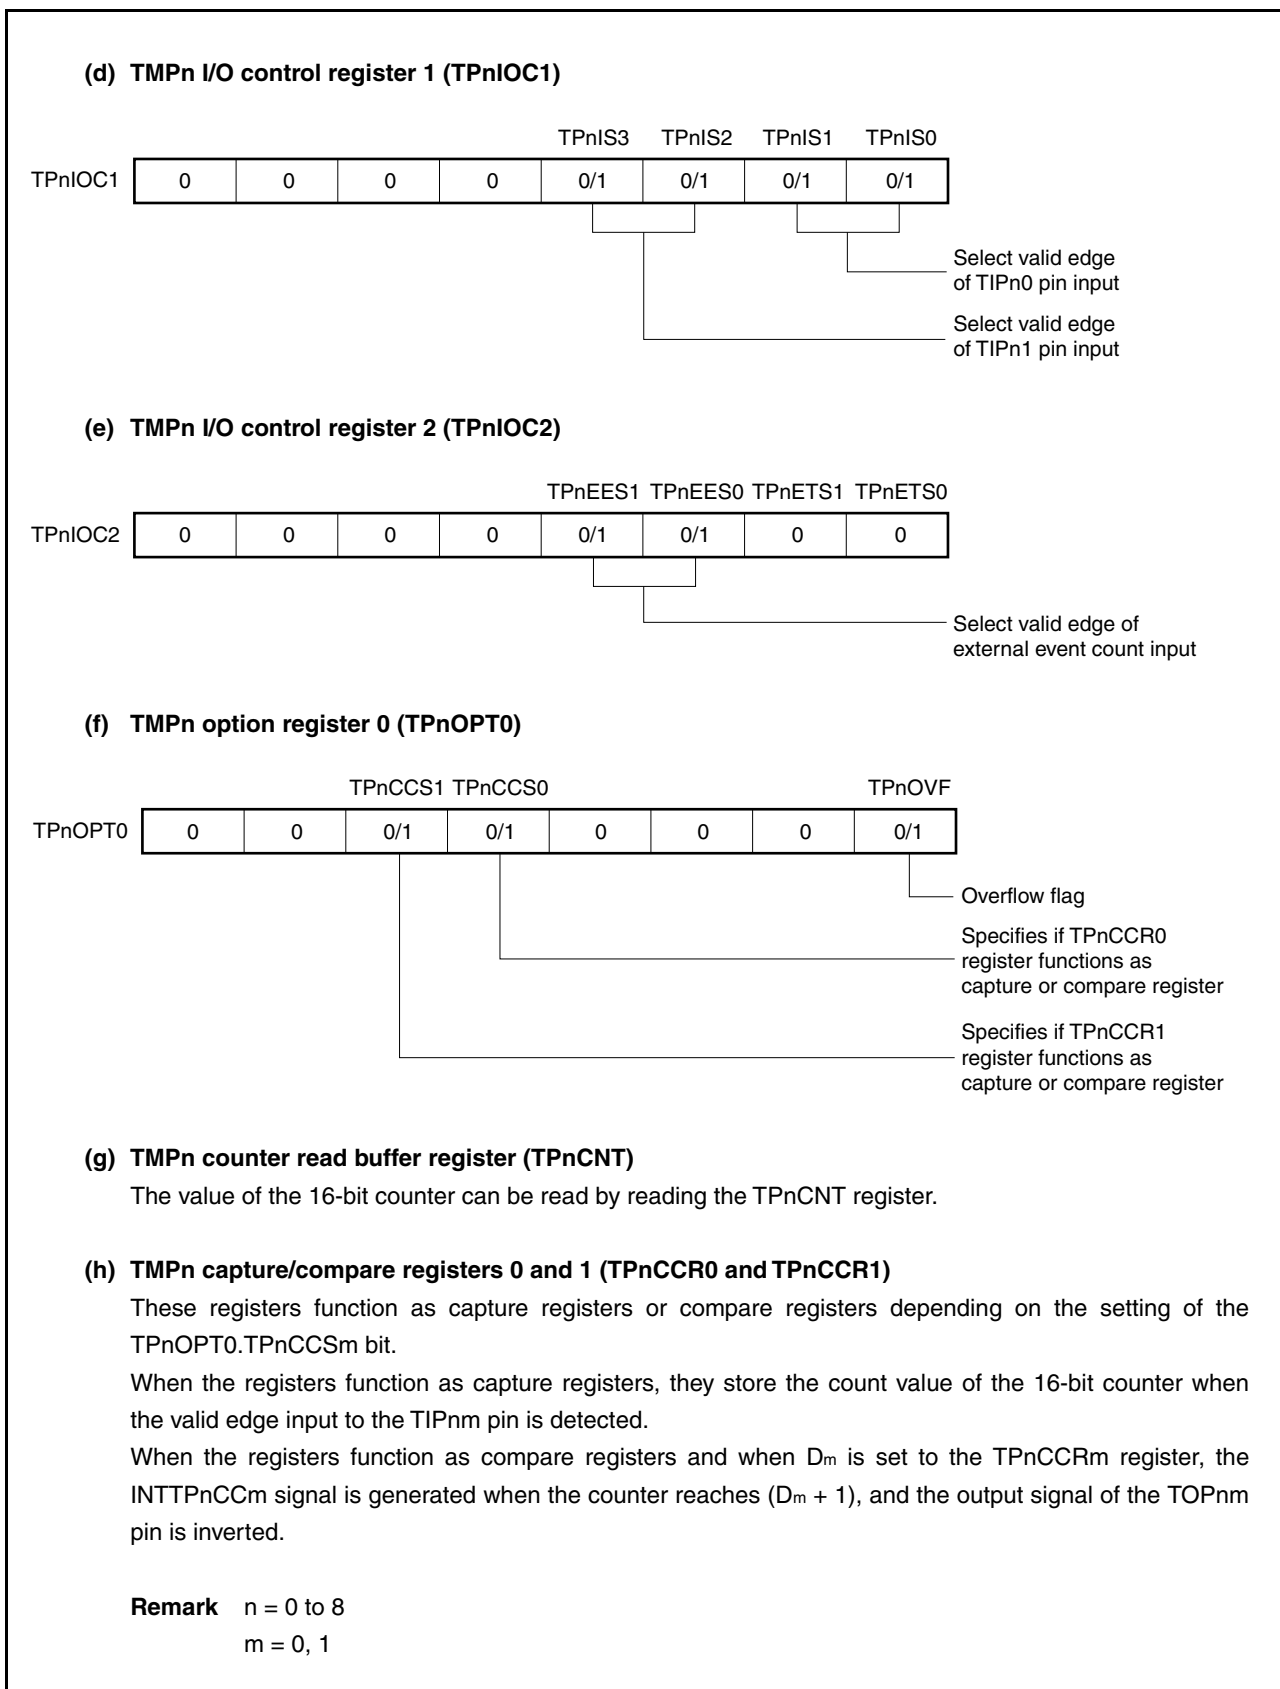 (d) TMPn I/O control register 1 (TPnIOC1)
TPnIS3 TPnIS2 TPnIS1 TPnIS0
TPnIOC1 0 0 0 0 0/1 0/1 0/1 0/1
Select valid edge
of TIPn0 pin input
Select valid edge
of TIPn1 pin input
(e) TMPn I/O control register 2 (TPnIOC2)
TPnEES1 TPnEES0 TPnETS1 TPnETS0
TPnIOC2 0 0 0 0 0/1 0/1 0 0
Select valid edge of
external event count input
(f) TMPn option register 0 (TPnOPT0)
TPnCCS1 TPnCCS0 TPnOVF
TPnOPT0 0 0 0/1 0/1 0 0 0 0/1
Overflow flag
Specifies if TPnCCR0
register functions as
capture or compare register
Specifies if TPnCCR1
register functions as
capture or compare register
(g) TMPn counter read buffer register (TPnCNT)
The value of the 16-bit counter can be read by reading the TPnCNT register.
(h) TMPn capture/compare registers 0 and 1 (TPnCCR0 and TPnCCR1)
These registers function as capture registers or compare registers depending on the setting of the
TPnOPT0.TPnCCSm bit.
When the registers function as capture registers, they store the count value of the 16-bit counter when
the valid edge input to the TIPnm pin is detected.
When the registers function as compare registers and when Dm is set to the TPnCCRm register, the
INTTPnCCm signal is generated when the counter reaches (Dm + 1), and the output signal of the TOPnm
pin is inverted.
Remark n = 0 to 8
m = 0, 1